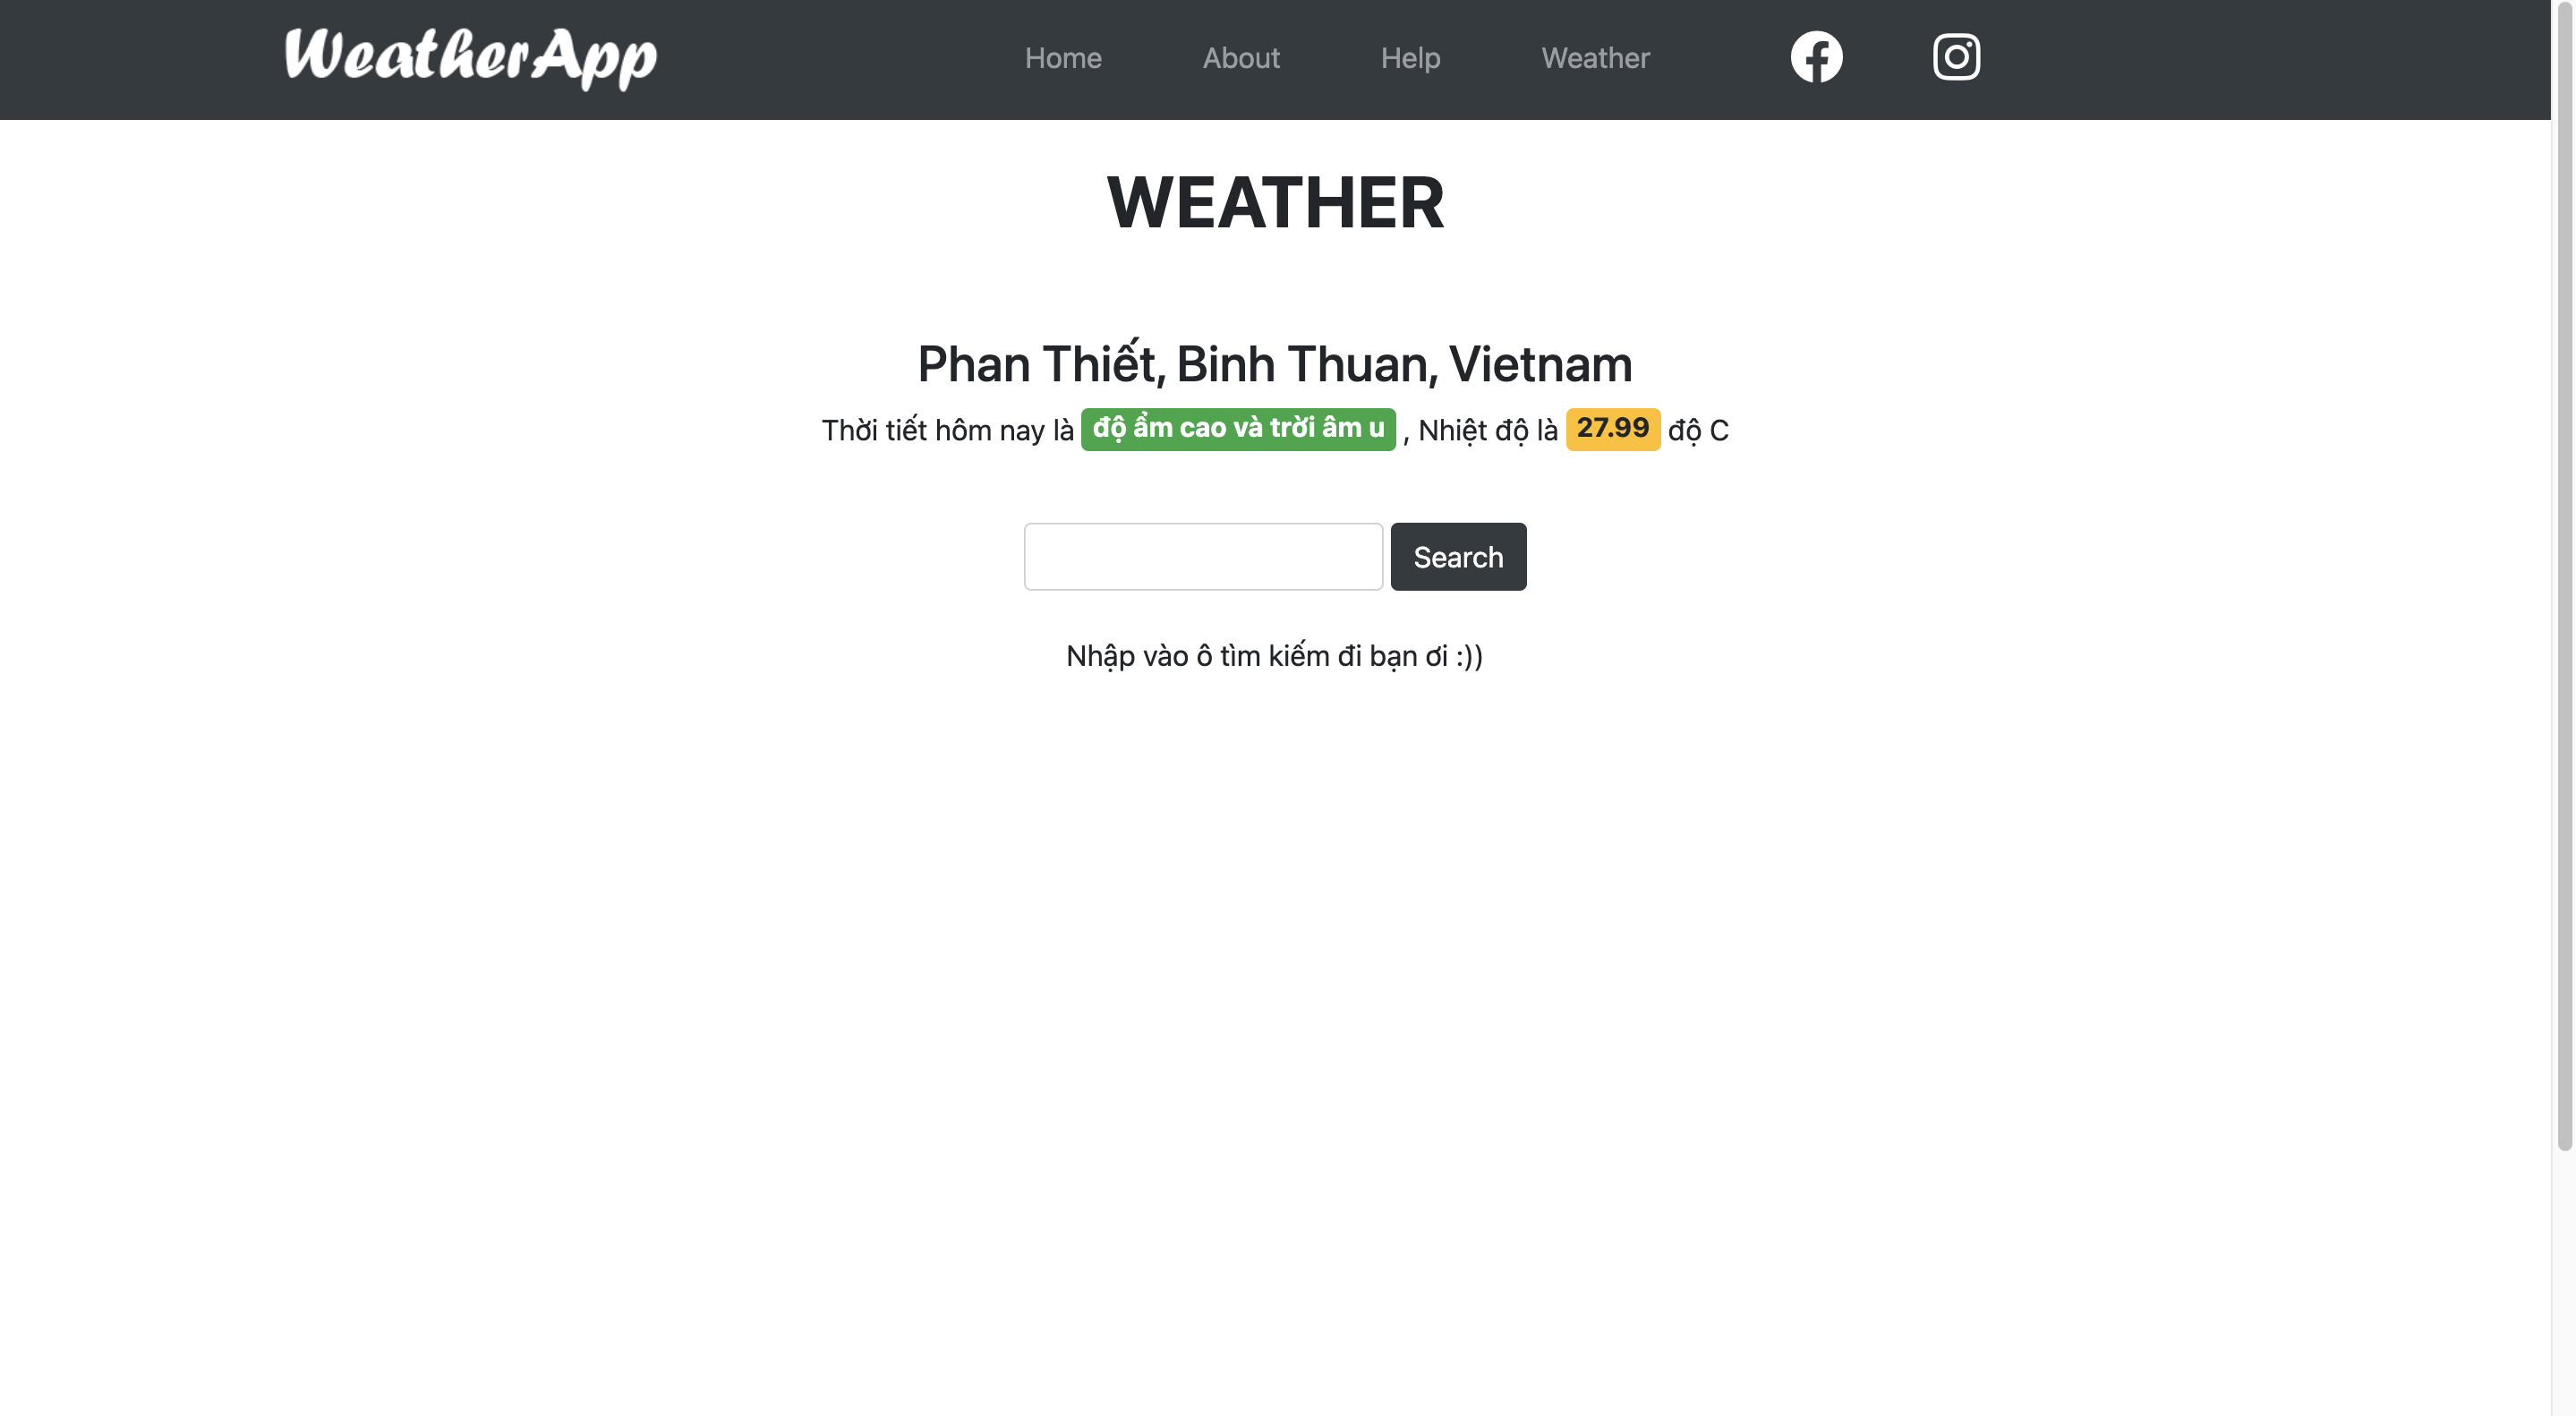 WeatherApp Home About Help Weather
WEATHER
Phan Thiết, Binh Thuan, Vietnam
Thời tiết hôm nay là độ ẩm cao và trời âm u , Nhiệt độ là 27.99 độ C
Search
Nhập vào ô tìm kiếm đi bạn ơi :))